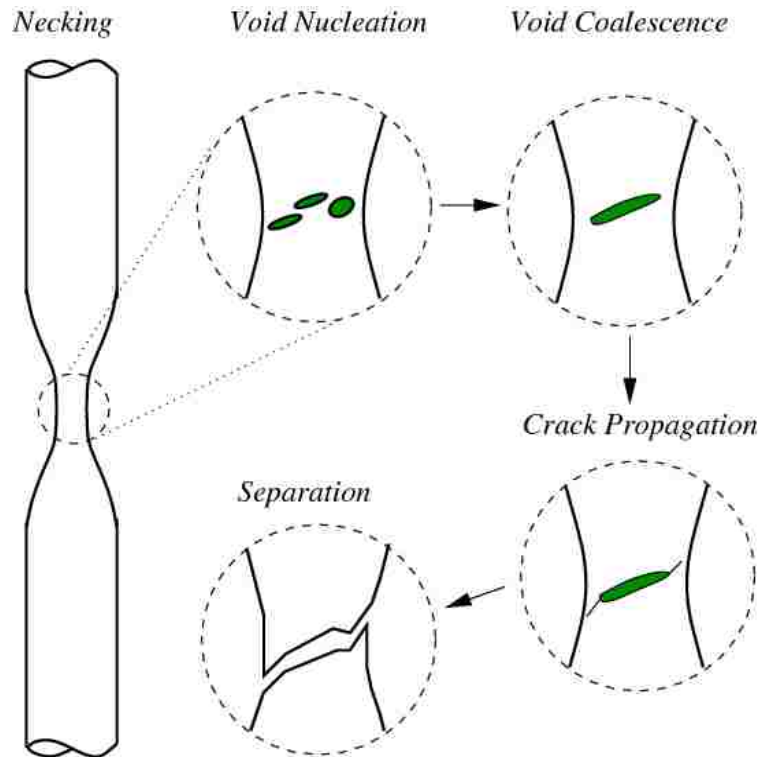 Necking
Void Nucleation
Void Coalescence
Crack Propagation
Separation